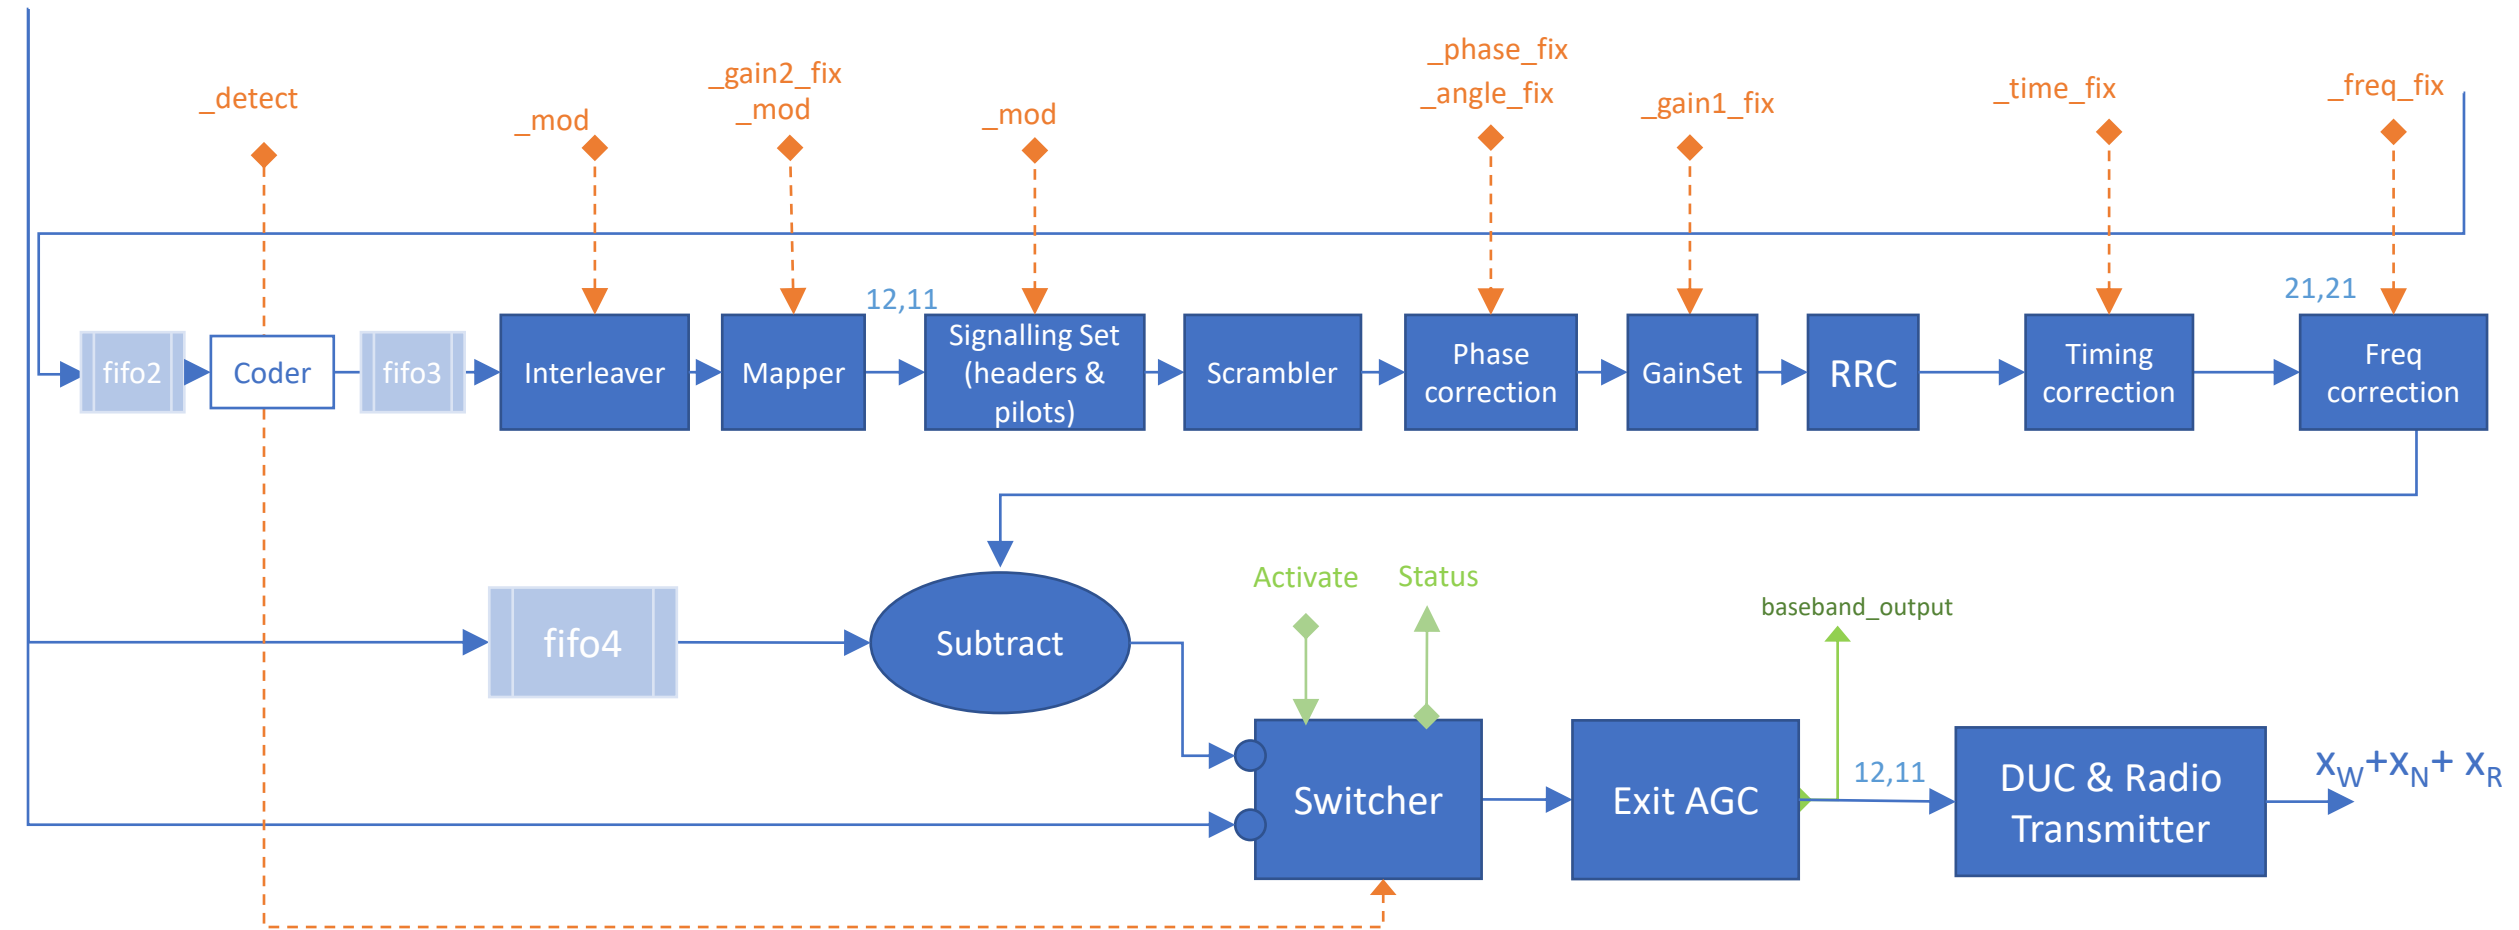 _phase_fix
_angle_fix
_gain2_fix
_mod
_detect
_mod
_mod
_gain1_fix
_time_fix
_freq_fix
12,11
21,21
fifo2
Coder
fifo3
Interleaver
Mapper
Signalling Set
(headers &
pilots)
Scrambler
Phase
correction
GainSet
RRC
Timing
correction
Freq
correction
Activate
Status
baseband_output
fifo4
Subtract
Switcher
Exit AGC
12,11
DUC & Radio
Transmitter
xW+xN+ xR